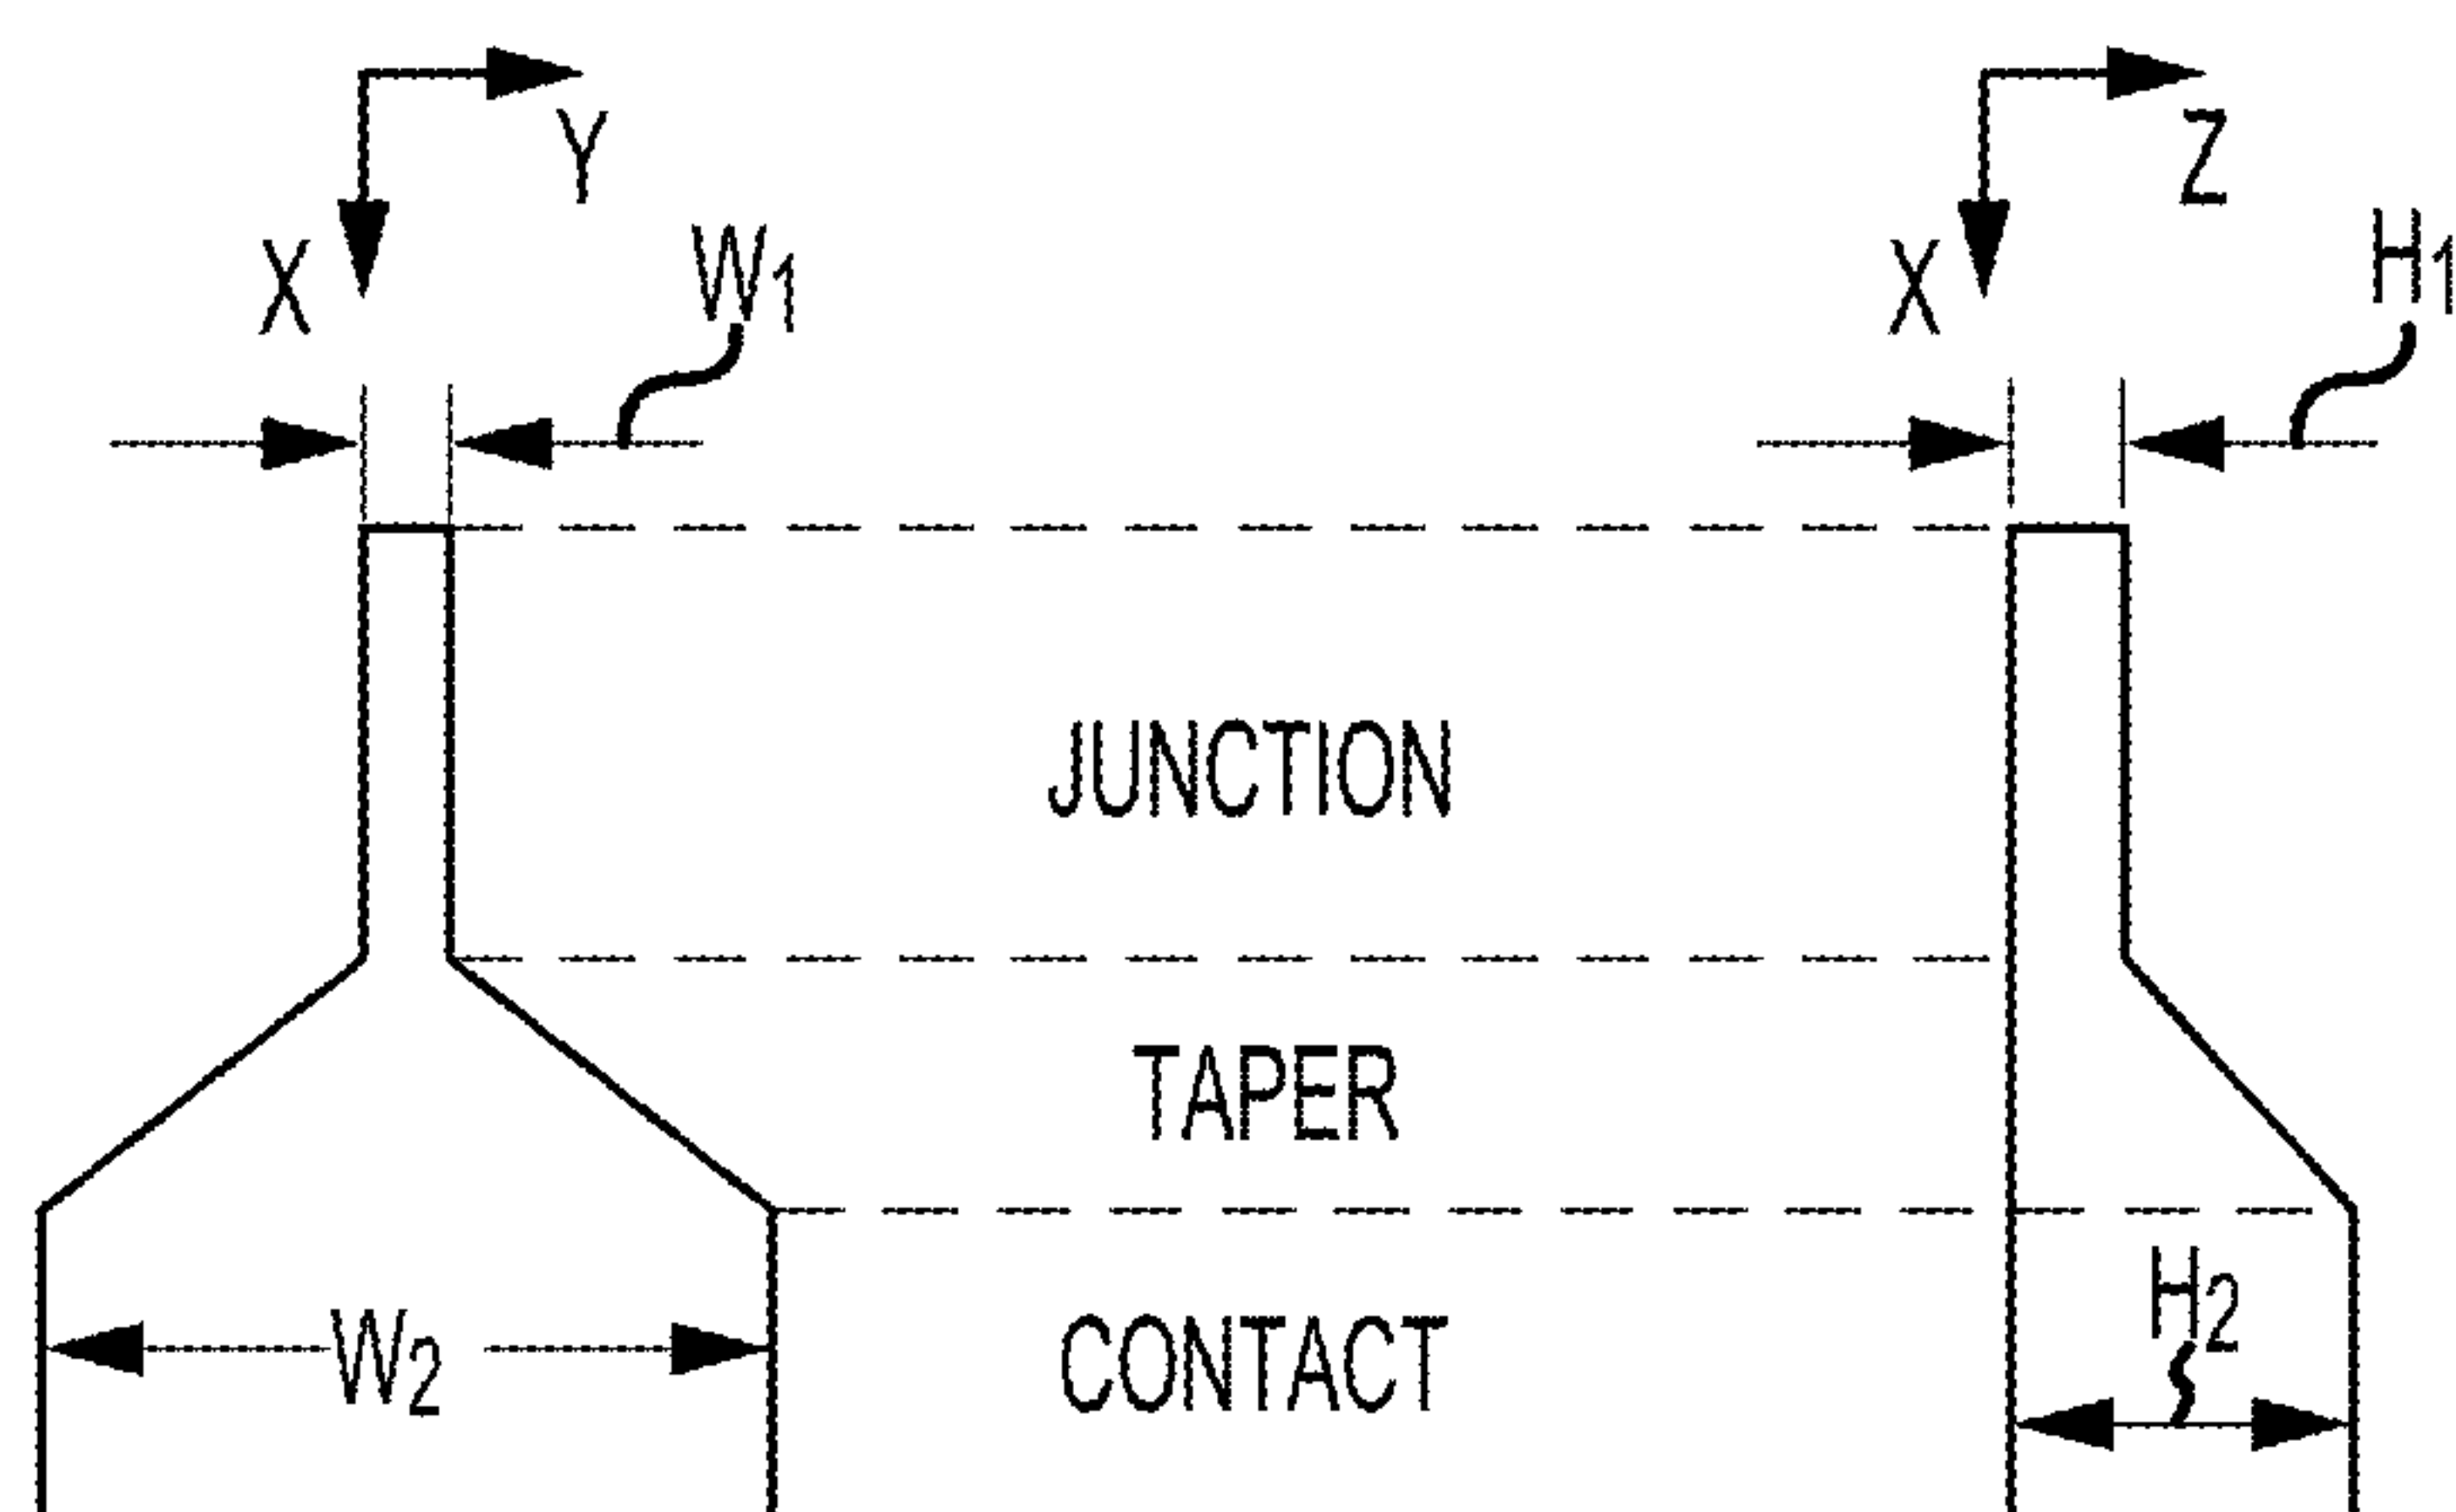 Y
Z
X
W1
X
H1
JUNCTION
TAPER
CONTACT
W2
H2